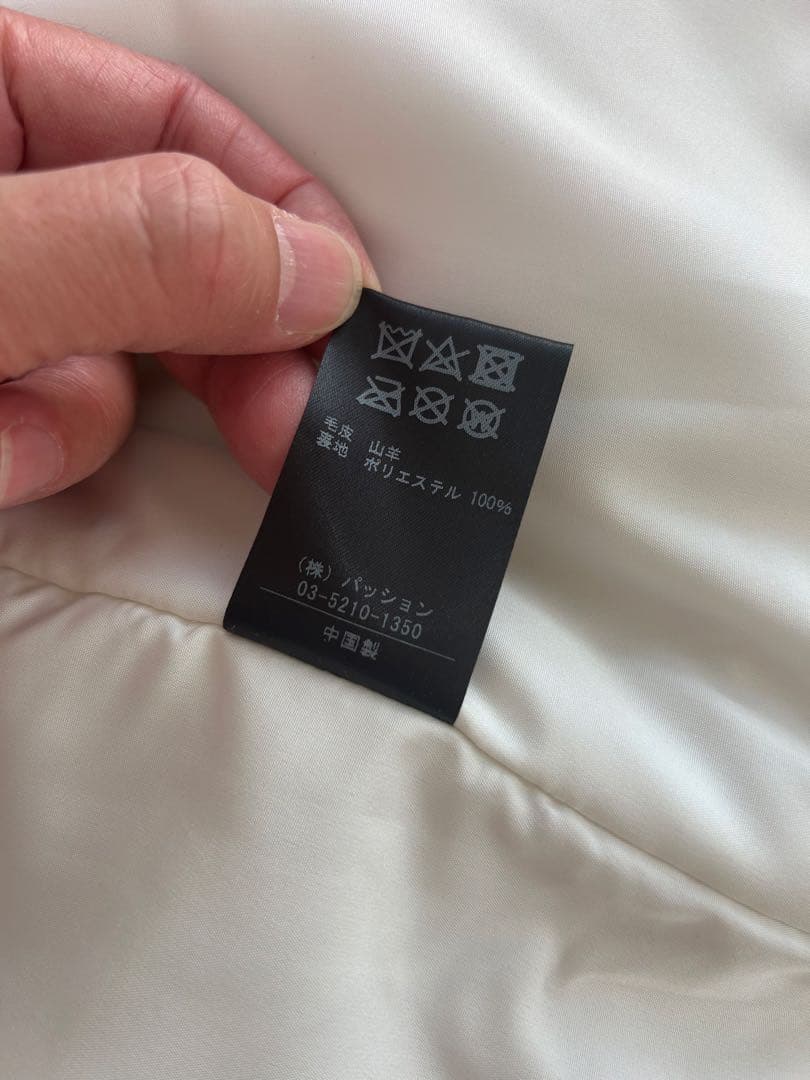 毛皮 山羊
裏地 ポリエステル 100%
(株) パッション
03-5210-1350
中国製